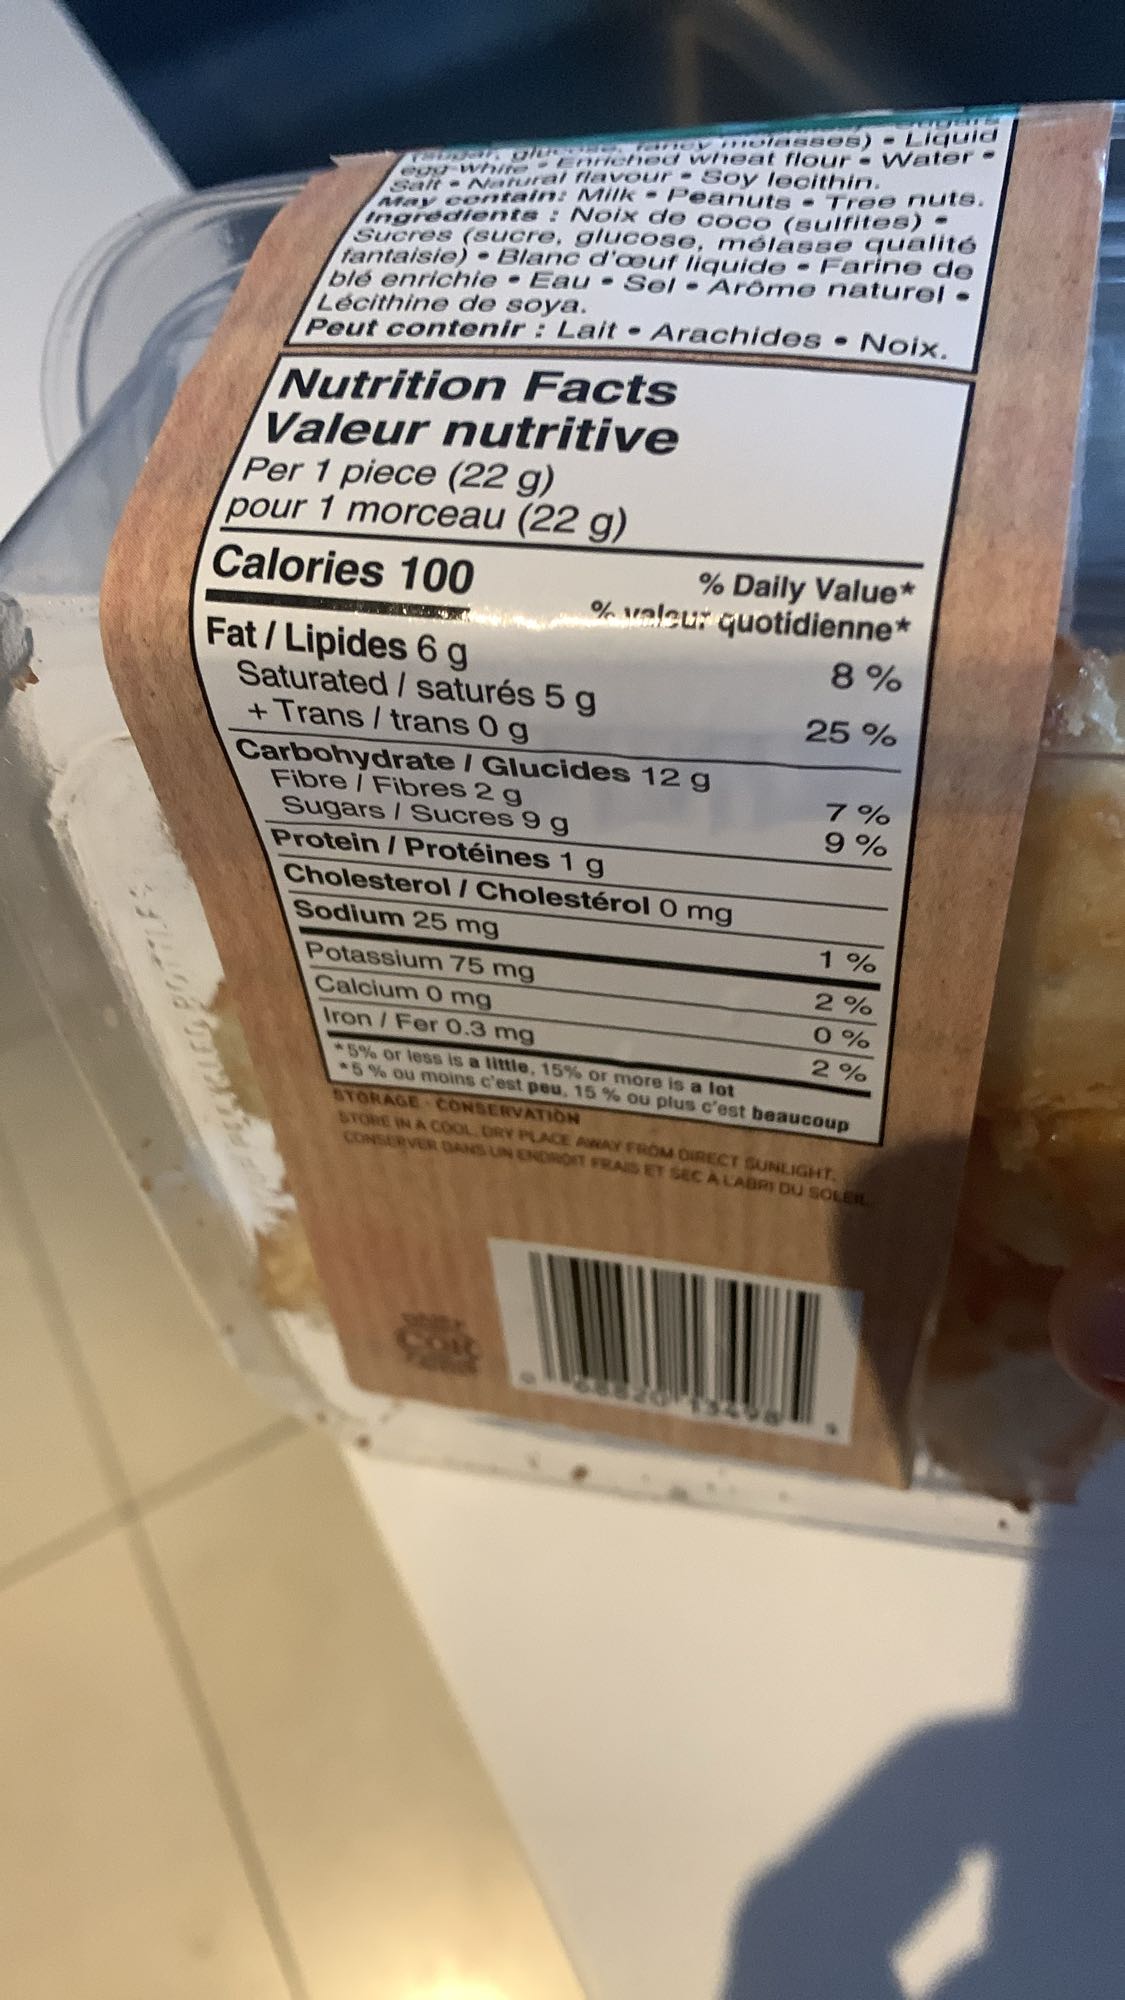 molasses) • Liquid
egg-white • Enriched wheat flour • Water •
Salt • Natural flavour • Soy lecithin.
May contain: Milk • Peanuts • Tree nuts.
Ingrédients : Noix de coco (sulfites) •
Sucres (sucre, glucose, mélasse qualité
fantaisie) • Blanc d'œuf liquide • Farine de
blé enrichie • Eau • Sel • Arôme naturel •
Lécithine de soya.
Peut contenir : Lait • Arachides • Noix.
Nutrition Facts
Valeur nutritive
Per 1 piece (22 g)
pour 1 morceau (22 g)
Calories 100
% Daily Value*
% valeur quotidienne*
Fat / Lipides 6 g 8 %
Saturated / saturés 5 g
+ Trans / trans 0 g 25 %
Carbohydrate / Glucides 12 g
Fibre / Fibres 2 g 7 %
Sugars / Sucres 9 g 9 %
Protein / Protéines 1 g
Cholesterol / Cholestérol 0 mg
Sodium 25 mg 1 %
Potassium 75 mg 2 %
Calcium 0 mg 0 %
Iron / Fer 0.3 mg 2 %
*5% or less is a little, 15% or more is a lot
*5 % ou moins c'est peu, 15 % ou plus c'est beaucoup
STORAGE - CONSERVATION
STORE IN A COOL, DRY PLACE AWAY FROM DIRECT SUNLIGHT.
CONSERVER DANS UN ENDROIT FRAIS ET SEC À L'ABRI DU SOLEIL
COR